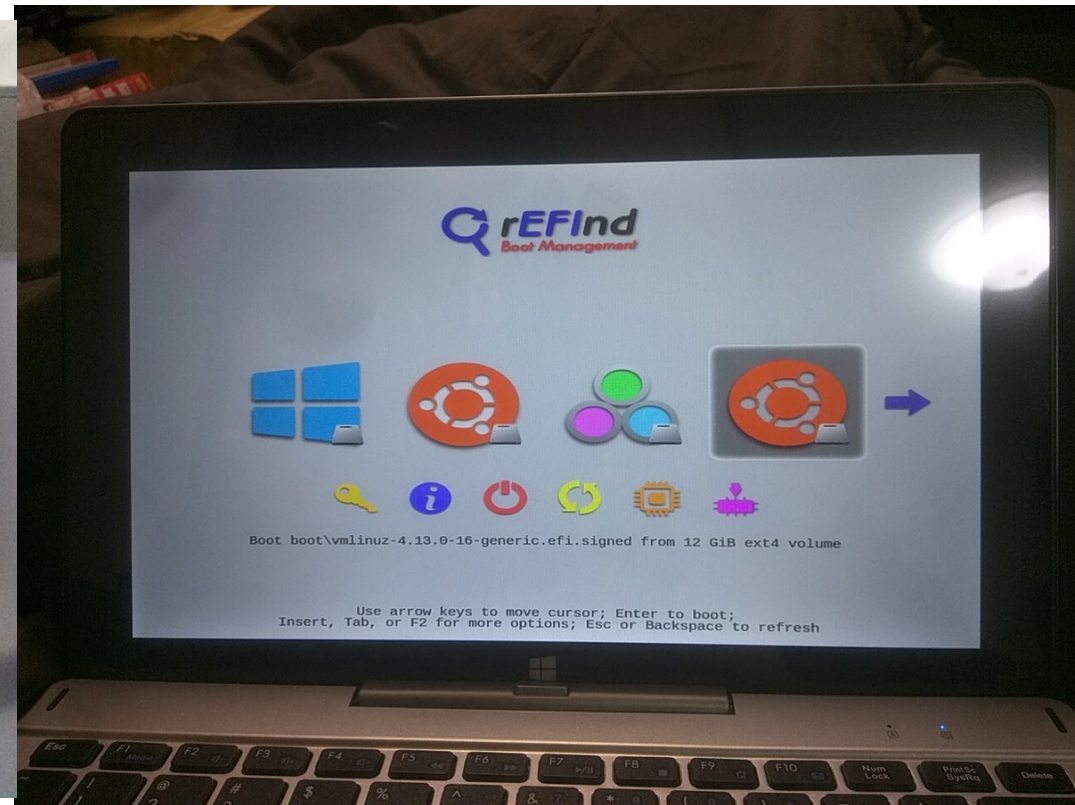 rEFInd
Boot Management
Boot boot\vmlinuz-4.13.0-16-generic.efi.signed from 12 GiB ext4 volume
Use arrow keys to move cursor; Enter to boot;
Insert, Tab, or F2 for more options; Esc or Backspace to refresh
Esc
F1
Media
F2
F3
F4
F5
F6
F7
F8
F9
F10
Num
Lock
PrintSc
SysRq
Delete
! @ # $ % ^ & *